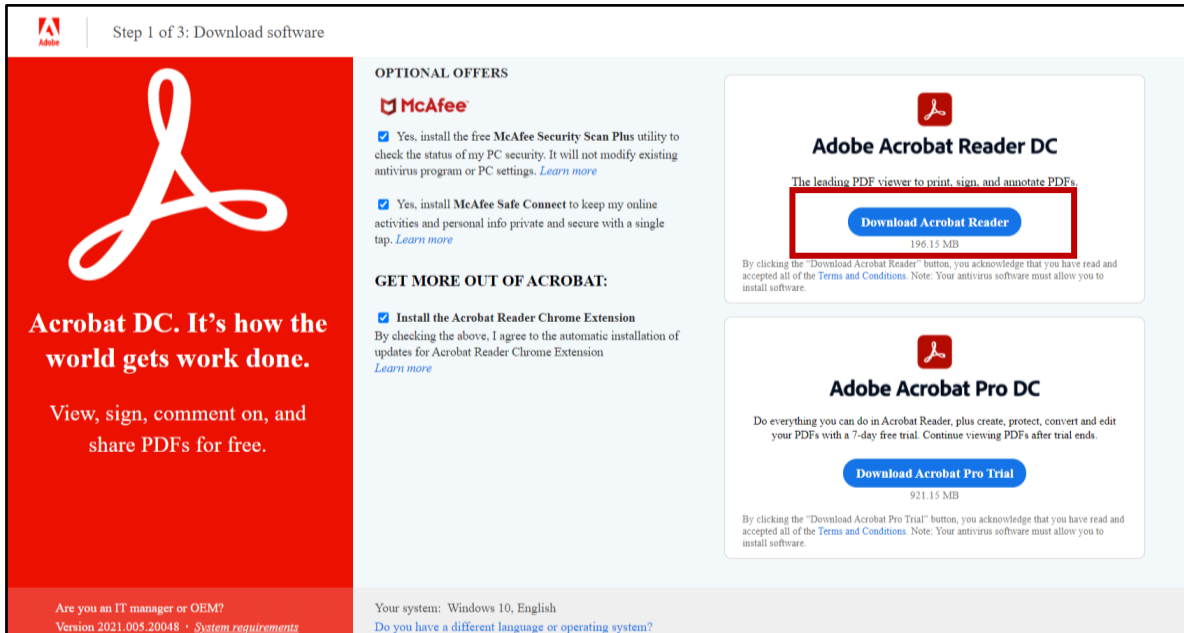 Adobe
Step 1 of 3: Download software
Acrobat DC. It’s how the
world gets work done.
View, sign, comment on, and
share PDFs for free.
Are you an IT manager or OEM?
Version 2021.005.20048 • System requirements
OPTIONAL OFFERS
McAfee
Yes, install the free McAfee Security Scan Plus utility to
check the status of my PC security. It will not modify existing
antivirus program or PC settings. Learn more
Yes, install McAfee Safe Connect to keep my online
activities and personal info private and secure with a single
tap. Learn more
GET MORE OUT OF ACROBAT:
Install the Acrobat Reader Chrome Extension
By checking the above, I agree to the automatic installation of
updates for Acrobat Reader Chrome Extension
Learn more
Your system: Windows 10, English
Do you have a different language or operating system?
Adobe Acrobat Reader DC
The leading PDF viewer to print, sign, and annotate PDFs.
Download Acrobat Reader
196.15 MB
By clicking the "Download Acrobat Reader" button, you acknowledge that you have read and
accepted all of the Terms and Conditions. Note: Your antivirus software must allow you to
install software.
Adobe Acrobat Pro DC
Do everything you can do in Acrobat Reader, plus create, protect, convert and edit
your PDFs with a 7-day free trial. Continue viewing PDFs after trial ends.
Download Acrobat Pro Trial
921.15 MB
By clicking the "Download Acrobat Pro Trial" button, you acknowledge that you have read and
accepted all of the Terms and Conditions. Note: Your antivirus software must allow you to
install software.